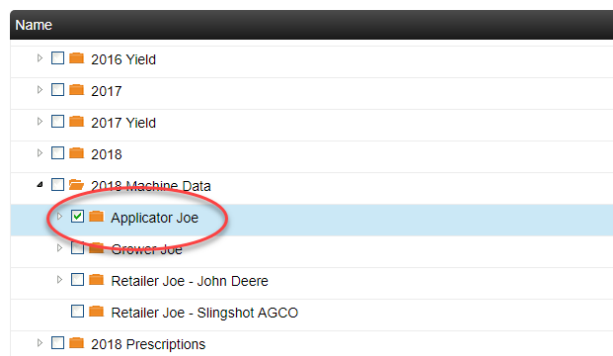 Name
2016 Yield
2017
2017 Yield
2018
2018 Machine Data
Applicator Joe
Grower Joe
Retailer Joe - John Deere
Retailer Joe - Slingshot AGCO
2018 Prescriptions